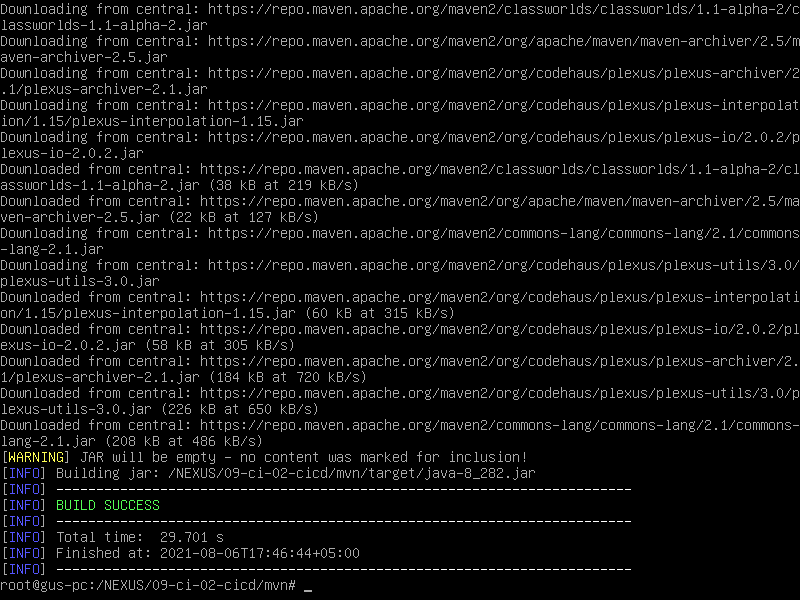 Downloading from central: https://repo.maven.apache.org/maven2/classworlds/classworlds/1.1-alpha-2/c
lassworlds-1.1-alpha-2.jar
Downloading from central: https://repo.maven.apache.org/maven2/org/apache/maven/maven-archiver/2.5/m
aven-archiver-2.5.jar
Downloading from central: https://repo.maven.apache.org/maven2/org/codehaus/plexus/plexus-archiver/2
.1/plexus-archiver-2.1.jar
Downloading from central: https://repo.maven.apache.org/maven2/org/codehaus/plexus/plexus-interpolat
ion/1.15/plexus-interpolation-1.15.jar
Downloading from central: https://repo.maven.apache.org/maven2/org/codehaus/plexus/plexus-io/2.0.2/p
lexus-io-2.0.2.jar
Downloaded from central: https://repo.maven.apache.org/maven2/classworlds/classworlds/1.1-alpha-2/cl
assworlds-1.1-alpha-2.jar (38 kB at 219 kB/s)
Downloaded from central: https://repo.maven.apache.org/maven2/org/apache/maven/maven-archiver/2.5/ma
ven-archiver-2.5.jar (22 kB at 127 kB/s)
Downloading from central: https://repo.maven.apache.org/maven2/commons-lang/commons-lang/2.1/commons
-lang-2.1.jar
Downloading from central: https://repo.maven.apache.org/maven2/org/codehaus/plexus/plexus-utils/3.0/
plexus-utils-3.0.jar
Downloaded from central: https://repo.maven.apache.org/maven2/org/codehaus/plexus/plexus-interpolati
on/1.15/plexus-interpolation-1.15.jar (60 kB at 315 kB/s)
Downloaded from central: https://repo.maven.apache.org/maven2/org/codehaus/plexus/plexus-io/2.0.2/pl
exus-io-2.0.2.jar (58 kB at 305 kB/s)
Downloaded from central: https://repo.maven.apache.org/maven2/org/codehaus/plexus/plexus-archiver/2.
1/plexus-archiver-2.1.jar (184 kB at 720 kB/s)
Downloaded from central: https://repo.maven.apache.org/maven2/org/codehaus/plexus/plexus-utils/3.0/p
lexus-utils-3.0.jar (226 kB at 650 kB/s)
Downloaded from central: https://repo.maven.apache.org/maven2/commons-lang/commons-lang/2.1/commons-
lang-2.1.jar (208 kB at 486 kB/s)
[WARNING] JAR will be empty - no content was marked for inclusion!
[INFO] Building jar: /NEXUS/09-ci-02-cicd/mvn/target/java-8_282.jar
[INFO] ------------------------------------------------------------------------
[INFO] BUILD SUCCESS
[INFO] ------------------------------------------------------------------------
[INFO] Total time:  29.701 s
[INFO] Finished at: 2021-08-06T17:46:44+05:00
[INFO] ------------------------------------------------------------------------
root@gus-pc:/NEXUS/09-ci-02-cicd/mvn# _